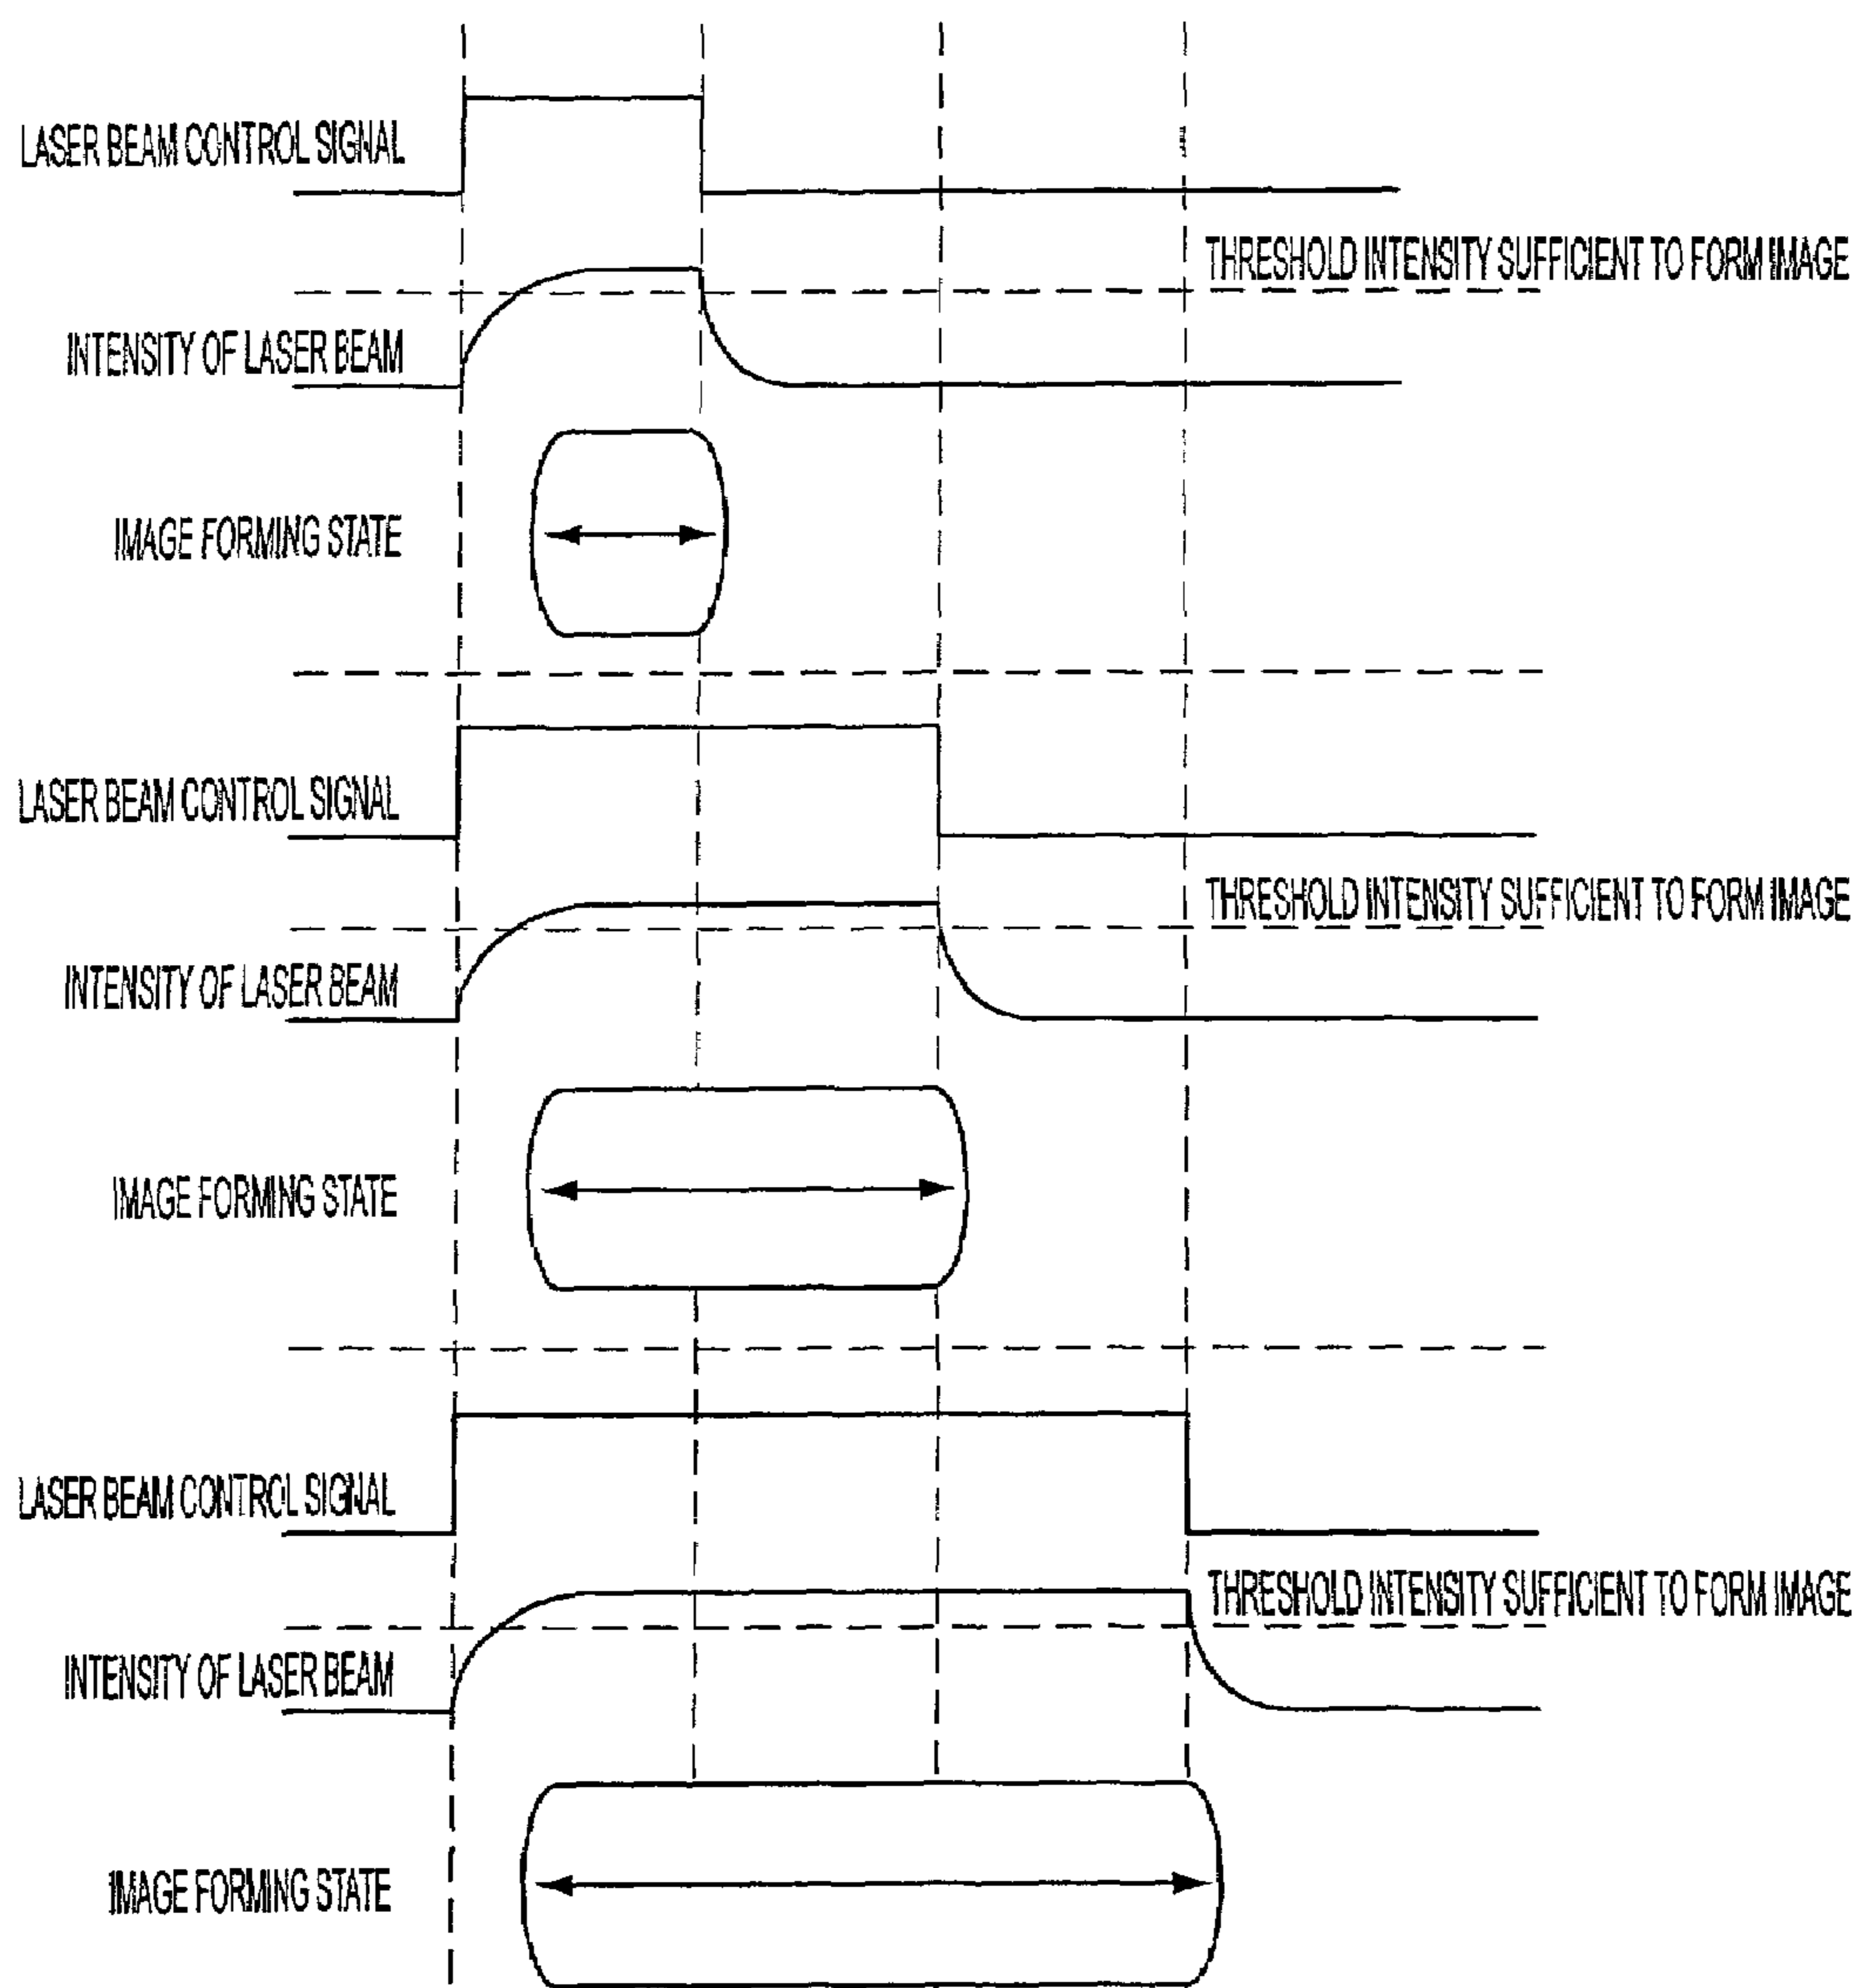 LASER BEAM CONTROL SIGNAL
THRESHOLD INTENSITY SUFFICIENT TO FORM IMAGE
INTENSITY OF LASER BEAM
IMAGE FORMING STATE
LASER BEAM CONTROL SIGNAL
THRESHOLD INTENSITY SUFFICIENT TO FORM IMAGE
INTENSITY OF LASER BEAM
IMAGE FORMING STATE
LASER BEAM CONTROL SIGNAL
THRESHOLD INTENSITY SUFFICIENT TO FORM IMAGE
INTENSITY OF LASER BEAM
IMAGE FORMING STATE